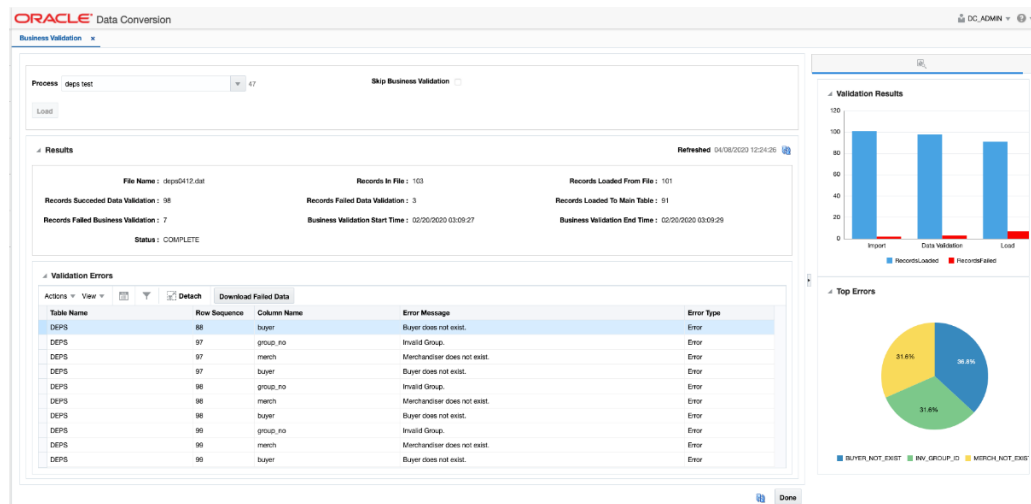 ORACLE® Data Conversion
DC_ADMIN
Business Validation x
Process deps test 47 Skip Business Validation
Load
Results Refreshed 04/08/2020 12:24:26
File Name : deps0412.dat Records In File : 103 Records Loaded From File : 101
Records Succeded Data Validation : 98 Records Failed Data Validation : 3 Records Loaded To Main Table : 91
Records Failed Business Validation : 7 Business Validation Start Time : 02/20/2020 03:09:27 Business Validation End Time : 02/20/2020 03:09:29
Status : COMPLETE
Validation Errors
Actions View Detach Download Failed Data
Table Name Row Sequence Column Name Error Message Error Type
DEPS 88 buyer Buyer does not exist. Error
DEPS 97 group_no Invalid Group. Error
DEPS 97 merch Merchandiser does not exist. Error
DEPS 97 buyer Buyer does not exist. Error
DEPS 98 group_no Invalid Group. Error
DEPS 98 merch Merchandiser does not exist. Error
DEPS 98 buyer Buyer does not exist. Error
DEPS 99 group_no Invalid Group. Error
DEPS 99 merch Merchandiser does not exist. Error
DEPS 99 buyer Buyer does not exist. Error
Done
Validation Results
120
100
80
60
40
20
0
Import Data Validation Load
RecordsLoaded RecordsFailed
Top Errors
31.6% 36.8%
31.6%
BUYER_NOT_EXIST INV_GROUP_ID MERCH_NOT_EXIST